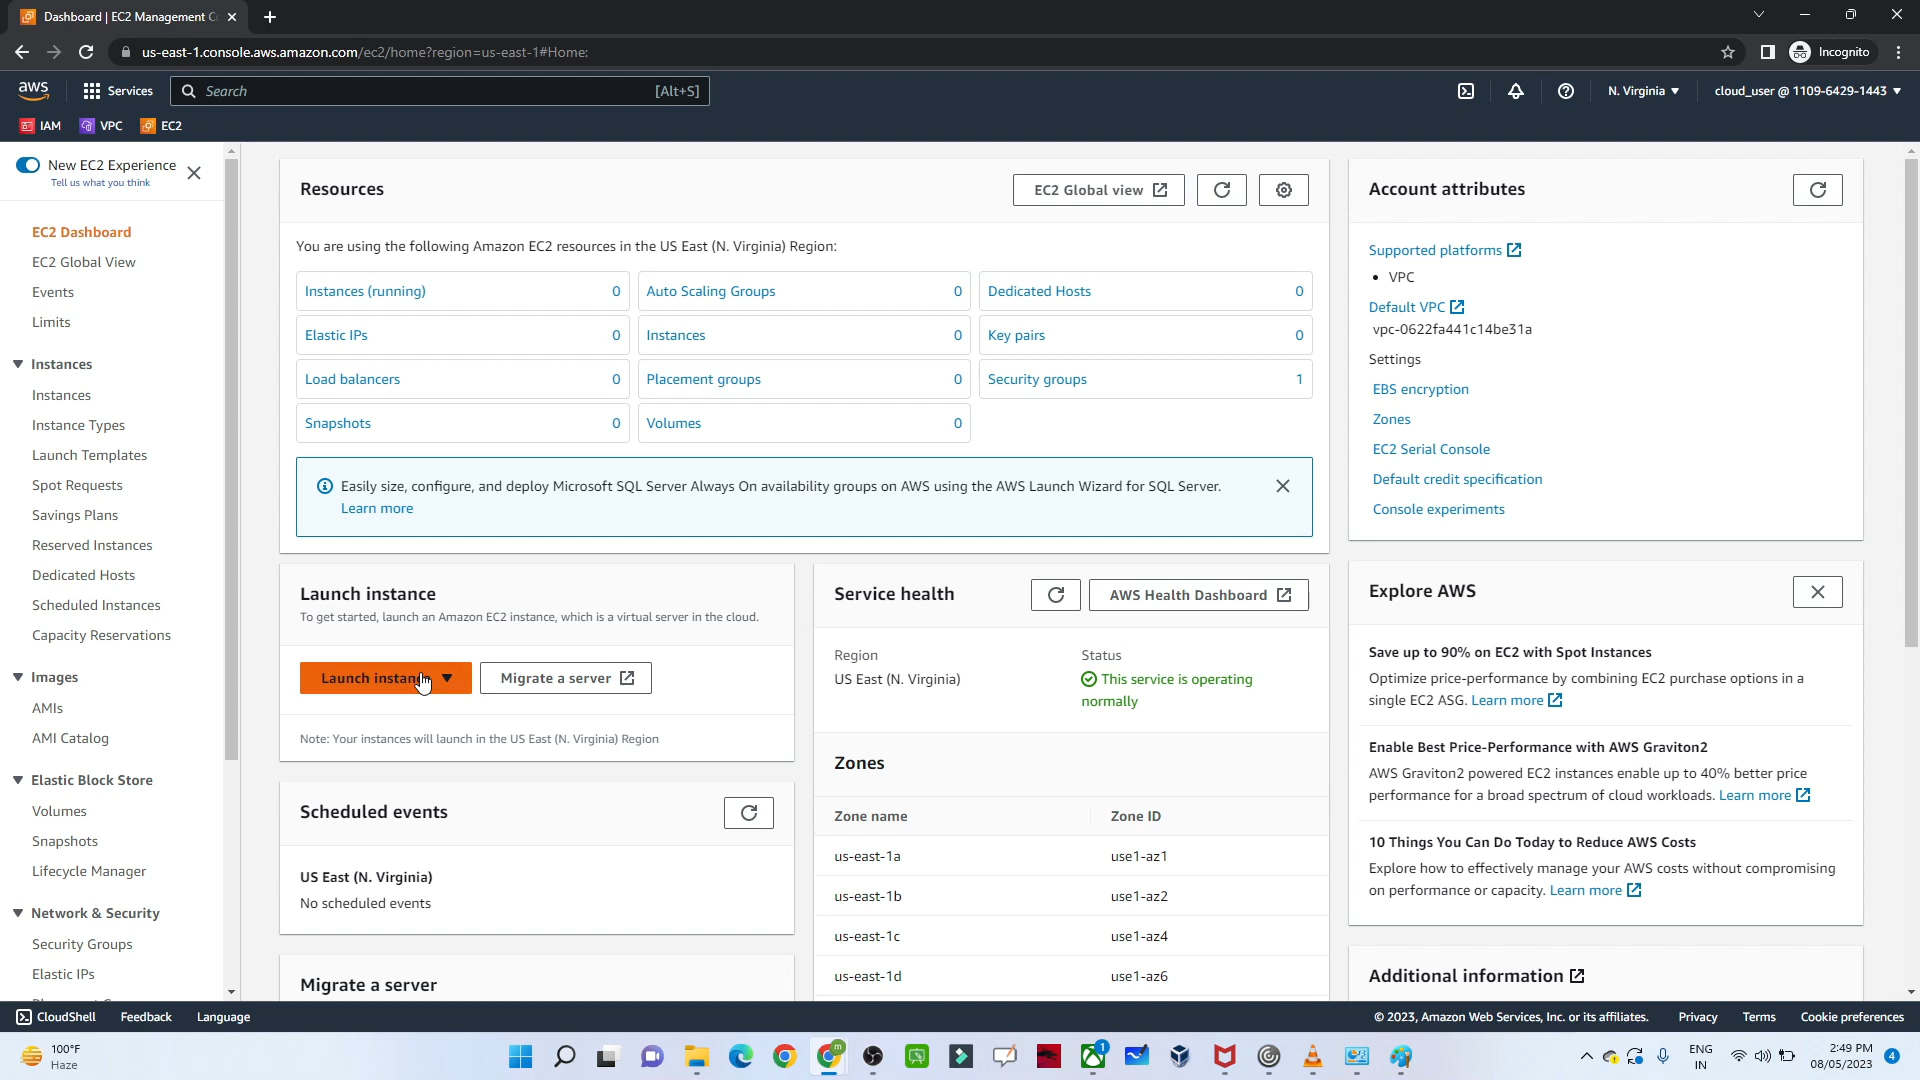 Dashboard | EC2 Management C
us-east-1.console.aws.amazon.com/ec2/home?region=us-east-1#Home:
Incognito
aws
Services
Search
[Alt+S]
N. Virginia
cloud_user @ 1109-6429-1443
IAM
VPC
EC2
New EC2 Experience
Tell us what you think
EC2 Dashboard
EC2 Global View
Events
Limits
Instances
Instances
Instance Types
Launch Templates
Spot Requests
Savings Plans
Reserved Instances
Dedicated Hosts
Scheduled Instances
Capacity Reservations
Images
AMIs
AMI Catalog
Elastic Block Store
Volumes
Snapshots
Lifecycle Manager
Network & Security
Security Groups
Elastic IPs
Resources
EC2 Global view
You are using the following Amazon EC2 resources in the US East (N. Virginia) Region:
Instances (running) 0
Auto Scaling Groups 0
Dedicated Hosts 0
Elastic IPs 0
Instances 0
Key pairs 0
Load balancers 0
Placement groups 0
Security groups 1
Snapshots 0
Volumes 0
Easily size, configure, and deploy Microsoft SQL Server Always On availability groups on AWS using the AWS Launch Wizard for SQL Server.
Learn more
Launch instance
To get started, launch an Amazon EC2 instance, which is a virtual server in the cloud.
Launch instance
Migrate a server
Note: Your instances will launch in the US East (N. Virginia) Region
Scheduled events
US East (N. Virginia)
No scheduled events
Migrate a server
Service health
AWS Health Dashboard
Region
US East (N. Virginia)
Status
This service is operating
normally
Zones
Zone name Zone ID
us-east-1a use1-az1
us-east-1b use1-az2
us-east-1c use1-az4
us-east-1d use1-az6
Account attributes
Supported platforms
• VPC
Default VPC
vpc-0622fa441c14be31a
Settings
EBS encryption
Zones
EC2 Serial Console
Default credit specification
Console experiments
Explore AWS
Save up to 90% on EC2 with Spot Instances
Optimize price-performance by combining EC2 purchase options in a
single EC2 ASG. Learn more
Enable Best Price-Performance with AWS Graviton2
AWS Graviton2 powered EC2 instances enable up to 40% better price
performance for a broad spectrum of cloud workloads. Learn more
10 Things You Can Do Today to Reduce AWS Costs
Explore how to effectively manage your AWS costs without compromising
on performance or capacity. Learn more
Additional information
CloudShell
Feedback
Language
© 2023, Amazon Web Services, Inc. or its affiliates.
Privacy
Terms
Cookie preferences
100°F
Haze
m
1
ENG
IN
2:49 PM
08/05/2023
4